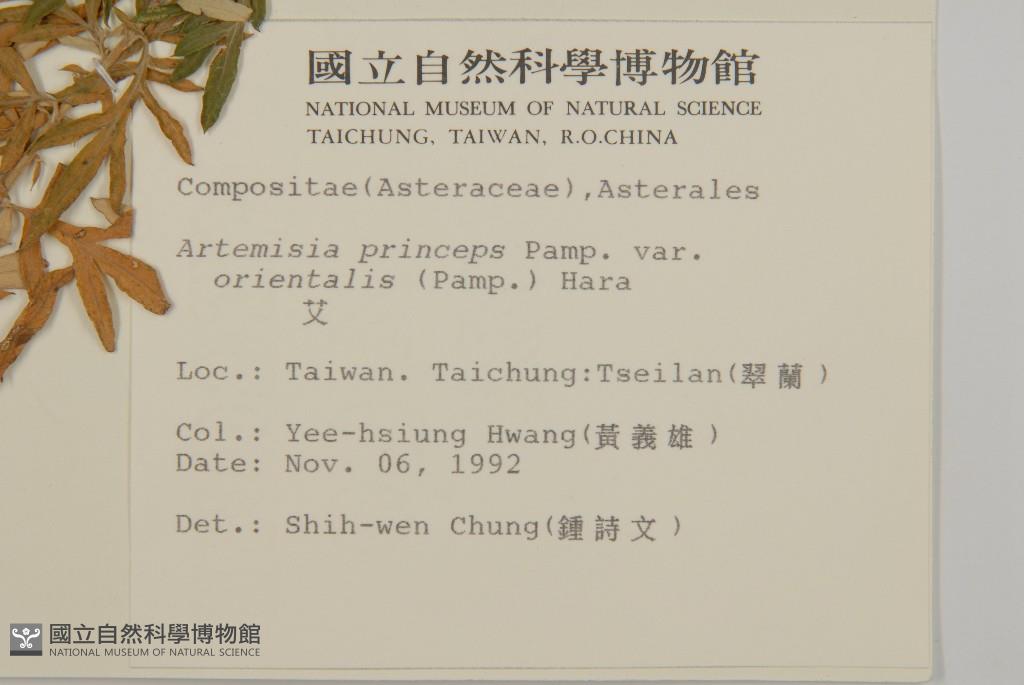 國立自然科學博物館
NATIONAL MUSEUM OF NATURAL SCIENCE
TAICHUNG, TAIWAN, R.O.CHINA
Compositae(Asteraceae),Asterales
Artemisia princeps Pamp. var.
orientalis (Pamp.) Hara
艾
Loc.: Taiwan. Taichung:Tseilan(翠蘭)
Col.: Yee-hsiung Hwang(黃義雄)
Date: Nov. 06, 1992
Det.: Shih-wen Chung(鍾詩文)
國立自然科學博物館
NATIONAL MUSEUM OF NATURAL SCIENCE